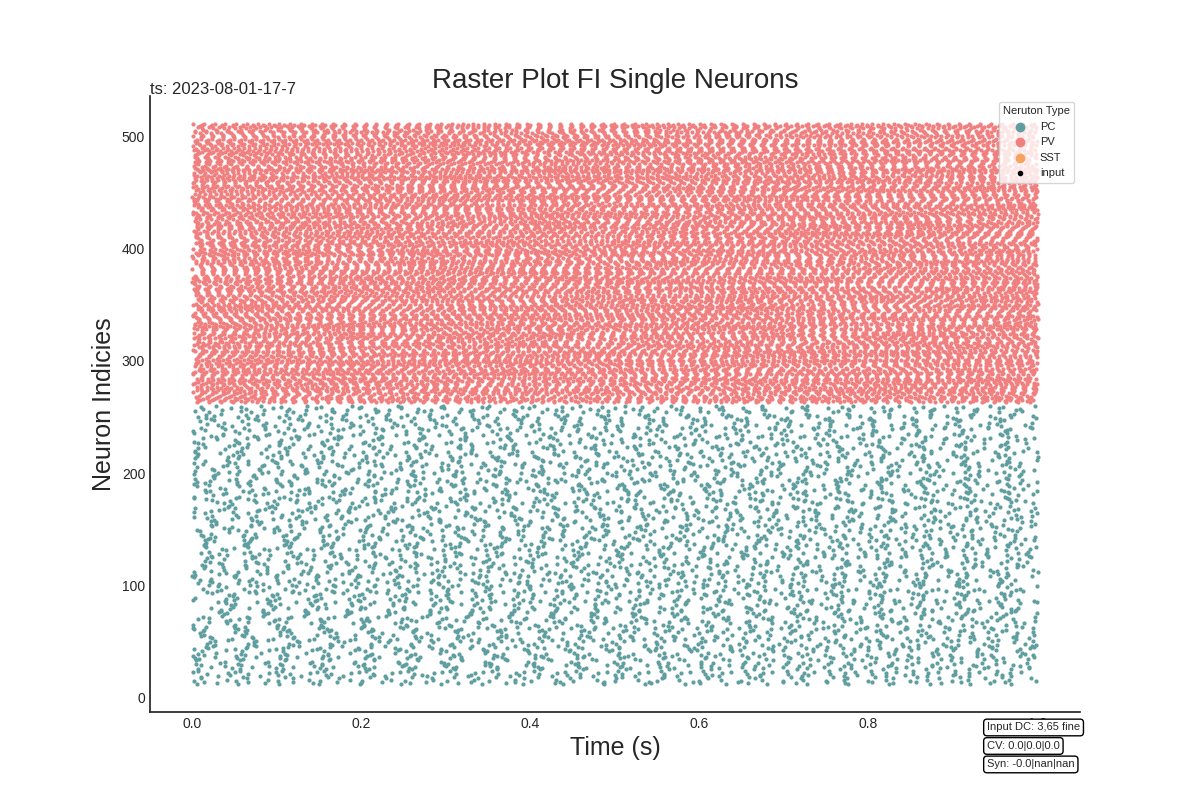 Raster Plot FI Single Neurons
ts: 2023-08-01-17-7
Neruton Type
PC
PV
SST
input
500
400
300
200
100
0
Neuron Indicies
0.0
0.2
0.4
0.6
0.8
Time (s)
Input DC: 3,65 fine
CV: 0.0|0.0|0.0
Syn: -0.0|nan|nan